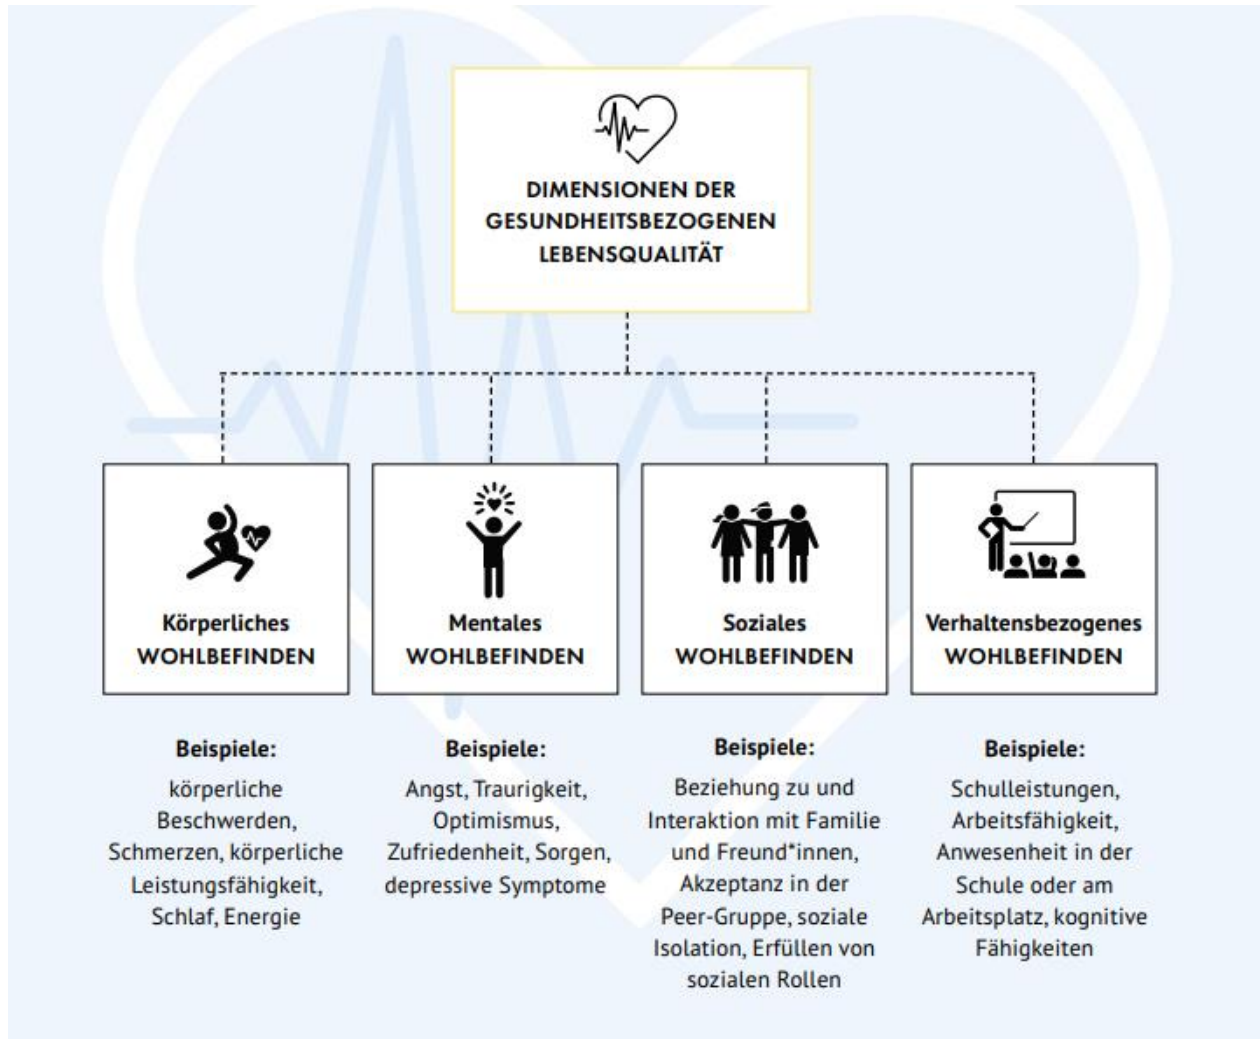 DIMENSIONEN DER
GESUNDHEITSBEZOGENEN
LEBENSQUALITÄT
Körperliches
WOHLBEFINDEN
Beispiele:
körperliche
Beschwerden,
Schmerzen, körperliche
Leistungsfähigkeit,
Schlaf, Energie
Mentales
WOHLBEFINDEN
Beispiele:
Angst, Traurigkeit,
Optimismus,
Zufriedenheit, Sorgen,
depressive Symptome
Soziales
WOHLBEFINDEN
Beispiele:
Beziehung zu und
Interaktion mit Familie
und Freund*innen,
Akzeptanz in der
Peer-Gruppe, soziale
Isolation, Erfüllen von
sozialen Rollen
Verhaltensbezogenes
WOHLBEFINDEN
Beispiele:
Schulleistungen,
Arbeitsfähigkeit,
Anwesenheit in der
Schule oder am
Arbeitsplatz, kognitive
Fähigkeiten